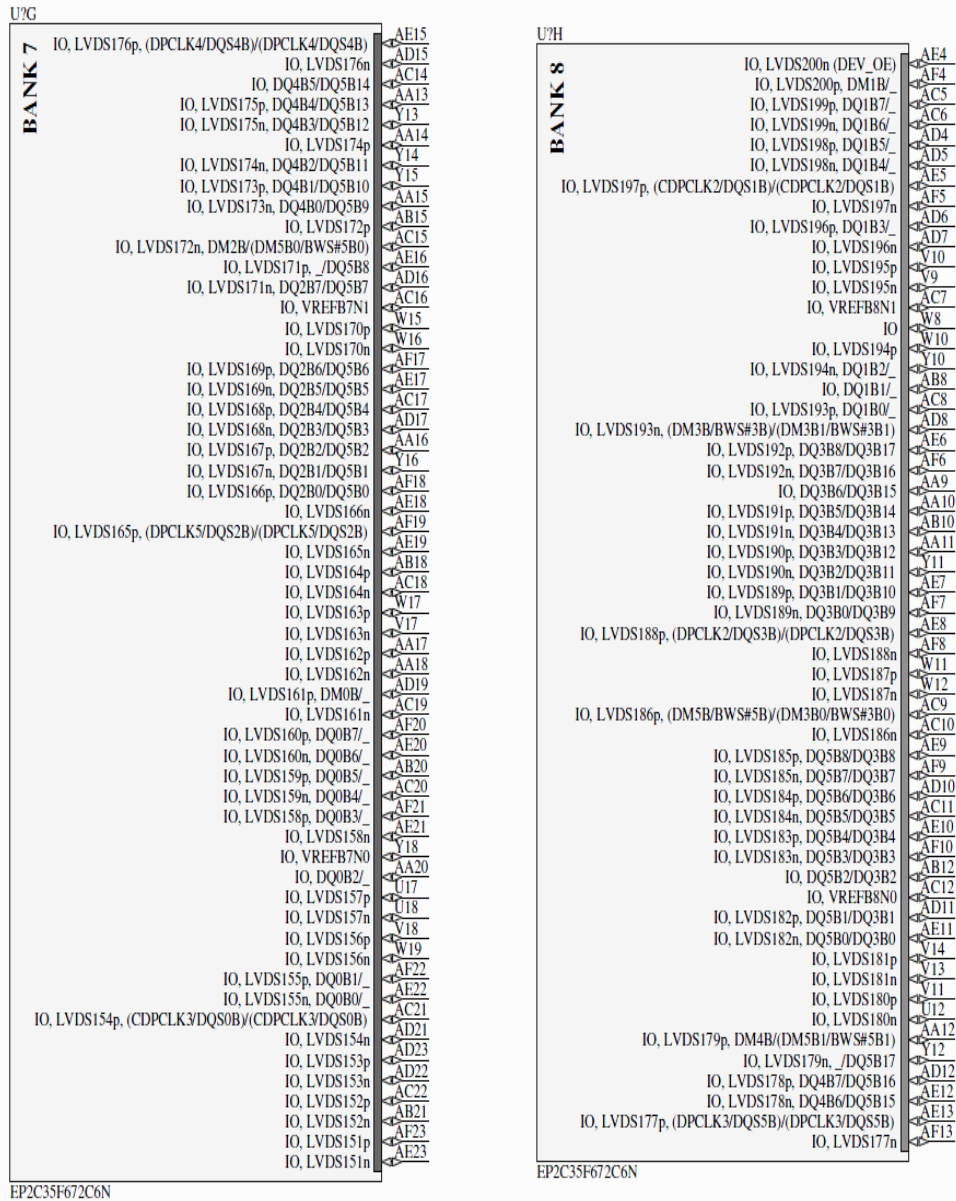 U?G
BANK 7
IO, LVDS176p, (DPCLK4/DQS4B)/(DPCLK4/DQS4B) AE15
IO, LVDS176n AD15
IO, DQ4B5/DQ5B14 AC14
IO, LVDS175p, DQ4B4/DQ5B13 AA13
IO, LVDS175n, DQ4B3/DQ5B12 Y13
IO, LVDS174p AA14
IO, LVDS174n, DQ4B2/DQ5B11 Y14
IO, LVDS173p, DQ4B1/DQ5B10 Y15
IO, LVDS173n, DQ4B0/DQ5B9 AA15
IO, LVDS172p AB15
IO, LVDS172n, DM2B/(DM5B0/BWS#5B0) AC15
IO, LVDS171p, _/DQ5B8 AE16
IO, LVDS171n, DQ2B7/DQ5B7 AD16
IO, VREFB7N1 AC16
IO, LVDS170p W15
IO, LVDS170n W16
IO, LVDS169p, DQ2B6/DQ5B6 AF17
IO, LVDS169n, DQ2B5/DQ5B5 AE17
IO, LVDS168p, DQ2B4/DQ5B4 AC17
IO, LVDS168n, DQ2B3/DQ5B3 AD17
IO, LVDS167p, DQ2B2/DQ5B2 AA16
IO, LVDS167n, DQ2B1/DQ5B1 Y16
IO, LVDS166p, DQ2B0/DQ5B0 AF18
IO, LVDS166n AE18
IO, LVDS165p, (DPCLK5/DQS2B)/(DPCLK5/DQS2B) AF19
IO, LVDS165n AE19
IO, LVDS164p AB18
IO, LVDS164n AC18
IO, LVDS163p W17
IO, LVDS163n V17
IO, LVDS162p AA17
IO, LVDS162n AA18
IO, LVDS161p, DM0B/_ AD19
IO, LVDS161n AC19
IO, LVDS160p, DQ0B7/_ AF20
IO, LVDS160n, DQ0B6/_ AE20
IO, LVDS159p, DQ0B5/_ AB20
IO, LVDS159n, DQ0B4/_ AC20
IO, LVDS158p, DQ0B3/_ AF21
IO, LVDS158n AE21
IO, VREFB7N0 Y18
IO, DQ0B2/_ AA20
IO, LVDS157p U17
IO, LVDS157n U18
IO, LVDS156p V18
IO, LVDS156n W19
IO, LVDS155p, DQ0B1/_ AF22
IO, LVDS155n, DQ0B0/_ AE22
IO, LVDS154p, (CDPCLK3/DQS0B)/(CDPCLK3/DQS0B) AC21
IO, LVDS154n AD21
IO, LVDS153p AD23
IO, LVDS153n AD22
IO, LVDS152p AC22
IO, LVDS152n AB21
IO, LVDS151p AF23
IO, LVDS151n AE23
EP2C35F672C6N
U?H
BANK 8
IO, LVDS200n (DEV_OE) AE4
IO, LVDS200p, DM1B/_ AF4
IO, LVDS199p, DQ1B7/_ AC5
IO, LVDS199n, DQ1B6/_ AC6
IO, LVDS198p, DQ1B5/_ AD4
IO, LVDS198n, DQ1B4/_ AD5
IO, LVDS197p, (CDPCLK2/DQS1B)/(CDPCLK2/DQS1B) AE5
IO, LVDS197n AF5
IO, LVDS196p, DQ1B3/_ AD6
IO, LVDS196n AD7
IO, LVDS195p V10
IO, LVDS195n V9
IO, VREFB8N1 AC7
IO W8
IO, LVDS194p W10
IO, LVDS194n, DQ1B2/_ Y10
IO, DQ1B1/_ AB8
IO, LVDS193p, DQ1B0/_ AC8
IO, LVDS193n, (DM3B/BWS#3B)/(DM3B1/BWS#3B1) AD8
IO, LVDS192p, DQ3B8/DQ3B17 AE6
IO, LVDS192n, DQ3B7/DQ3B16 AF6
IO, DQ3B6/DQ3B15 AA9
IO, LVDS191p, DQ3B5/DQ3B14 AA10
IO, LVDS191n, DQ3B4/DQ3B13 AB10
IO, LVDS190p, DQ3B3/DQ3B12 AA11
IO, LVDS190n, DQ3B2/DQ3B11 Y11
IO, LVDS189p, DQ3B1/DQ3B10 AE7
IO, LVDS189n, DQ3B0/DQ3B9 AF7
IO, LVDS188p, (DPCLK2/DQS3B)/(DPCLK2/DQS3B) AE8
IO, LVDS188n AF8
IO, LVDS187p W11
IO, LVDS187n W12
IO, LVDS186p, (DM5B/BWS#5B)/(DM3B0/BWS#3B0) AC9
IO, LVDS186n AC10
IO, LVDS185p, DQ5B8/DQ3B8 AE9
IO, LVDS185n, DQ5B7/DQ3B7 AF9
IO, LVDS184p, DQ5B6/DQ3B6 AD10
IO, LVDS184n, DQ5B5/DQ3B5 AC11
IO, LVDS183p, DQ5B4/DQ3B4 AE10
IO, LVDS183n, DQ5B3/DQ3B3 AF10
IO, DQ5B2/DQ3B2 AB12
IO, VREFB8N0 AC12
IO, LVDS182p, DQ5B1/DQ3B1 AD11
IO, LVDS182n, DQ5B0/DQ3B0 AE11
IO, LVDS181p V14
IO, LVDS181n V13
IO, LVDS180p V11
IO, LVDS180n U12
IO, LVDS179p, DM4B/(DM5B1/BWS#5B1) AA12
IO, LVDS179n, _/DQ5B17 Y12
IO, LVDS178p, DQ4B7/DQ5B16 AD12
IO, LVDS178n, DQ4B6/DQ5B15 AE12
IO, LVDS177p, (DPCLK3/DQS5B)/(DPCLK3/DQS5B) AE13
IO, LVDS177n AF13
EP2C35F672C6N